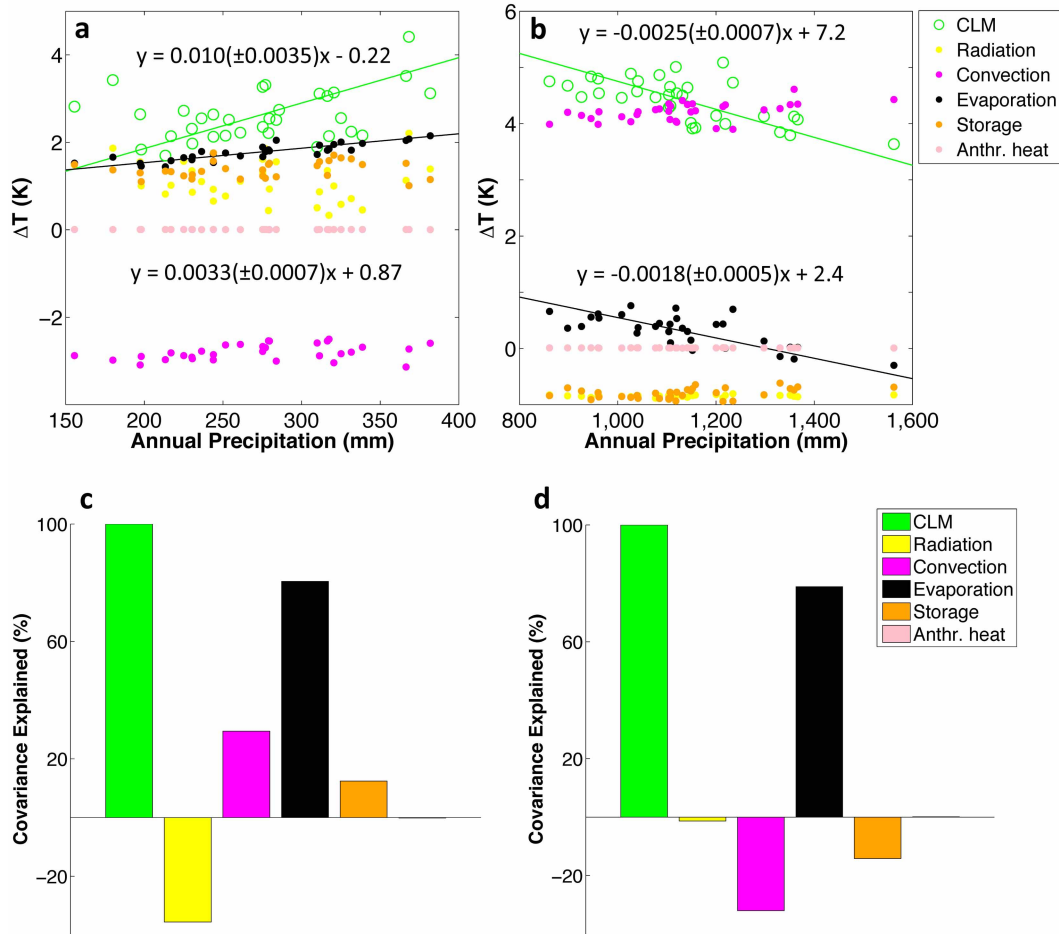 a
y = 0.010(±0.0035)x - 0.22
y = 0.0033(±0.0007)x + 0.87
4
2
0
−2
ΔT (K)
150
200
250
300
350
400
Annual Precipitation (mm)
b
y = -0.0025(±0.0007)x + 7.2
y = -0.0018(±0.0005)x + 2.4
6
4
2
0
ΔT (K)
800
1,000
1,200
1,400
1,600
Annual Precipitation (mm)
CLM
Radiation
Convection
Evaporation
Storage
Anthr. heat
c
100
60
20
−20
Covariance Explained (%)
d
100
60
20
−20
Covariance Explained (%)
CLM
Radiation
Convection
Evaporation
Storage
Anthr. heat